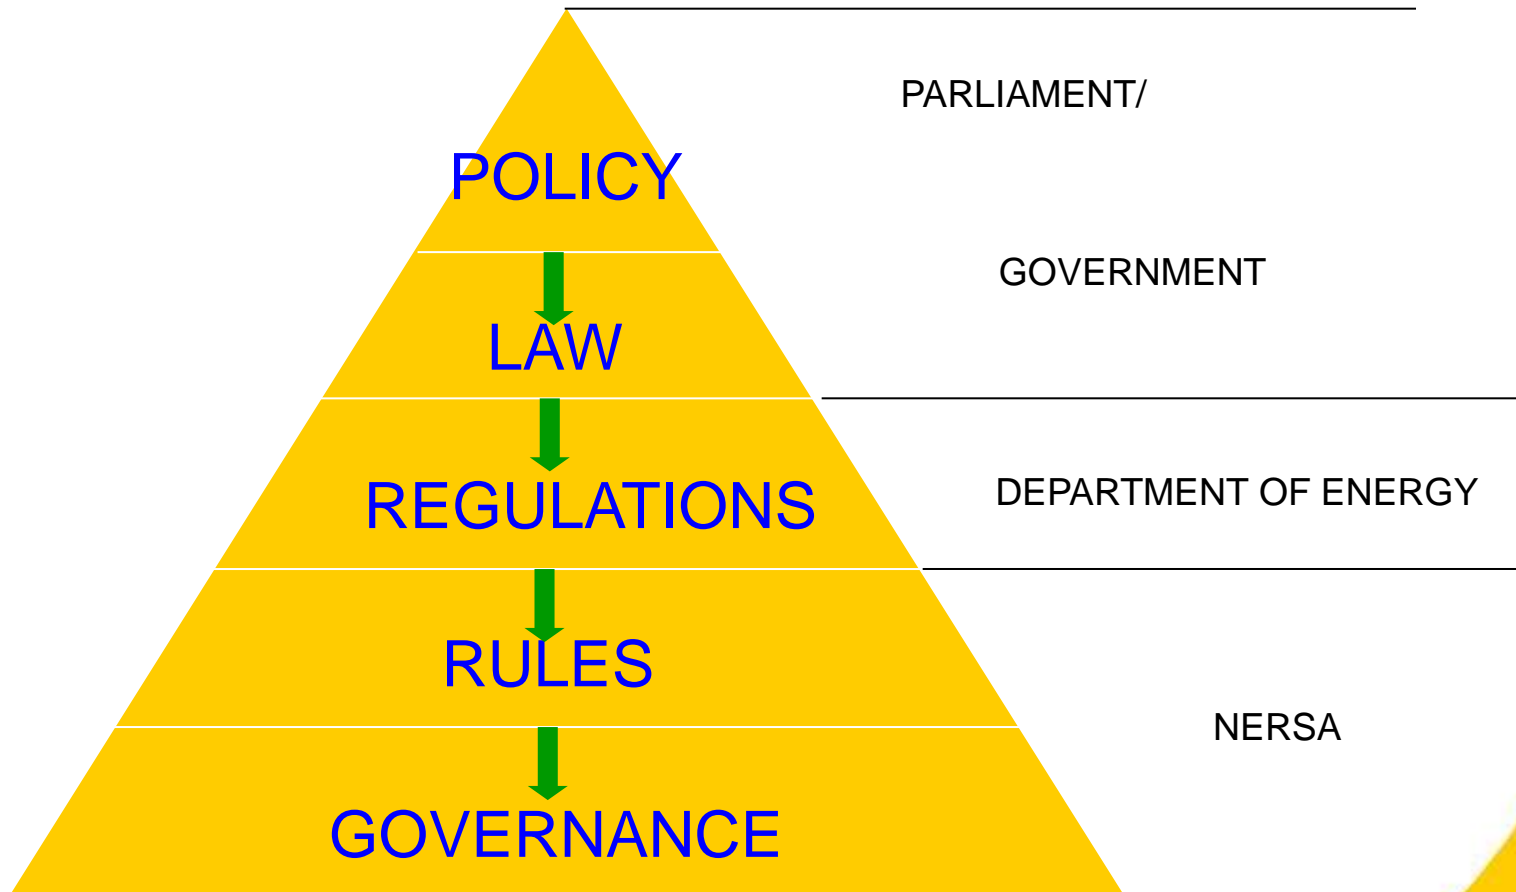 PARLIAMENT/
POLICY
GOVERNMENT
LAW
REGULATIONS
DEPARTMENT OF ENERGY
RULES
NERSA
GOVERNANCE